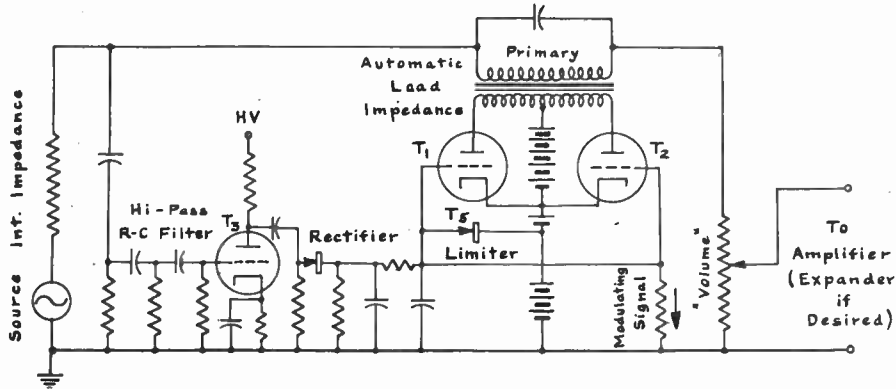 Primary
Automatic
Load
Impedance
HV
T1
T2
Source Int. Impedance
Hi-Pass
R-C Filter
T3
Rectifier
T5
Limiter
Modulating
Signal
"Volume"
To
Amplifier
(Expander
if
Desired)